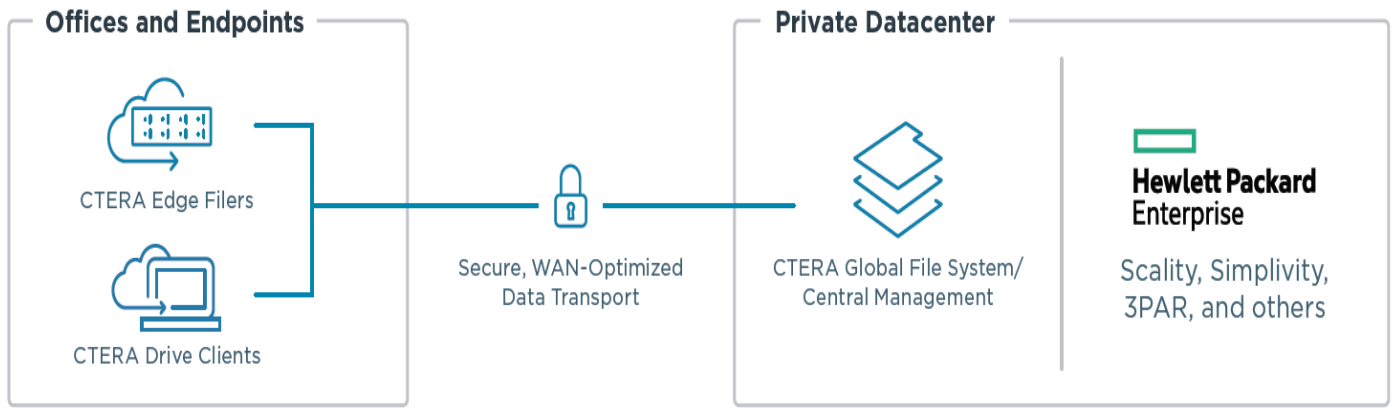 Offices and Endpoints
CTERA Edge Filers
CTERA Drive Clients
Secure, WAN-Optimized
Data Transport
Private Datacenter
CTERA Global File System/
Central Management
Hewlett Packard
Enterprise
Scality, Simplivity,
3PAR, and others